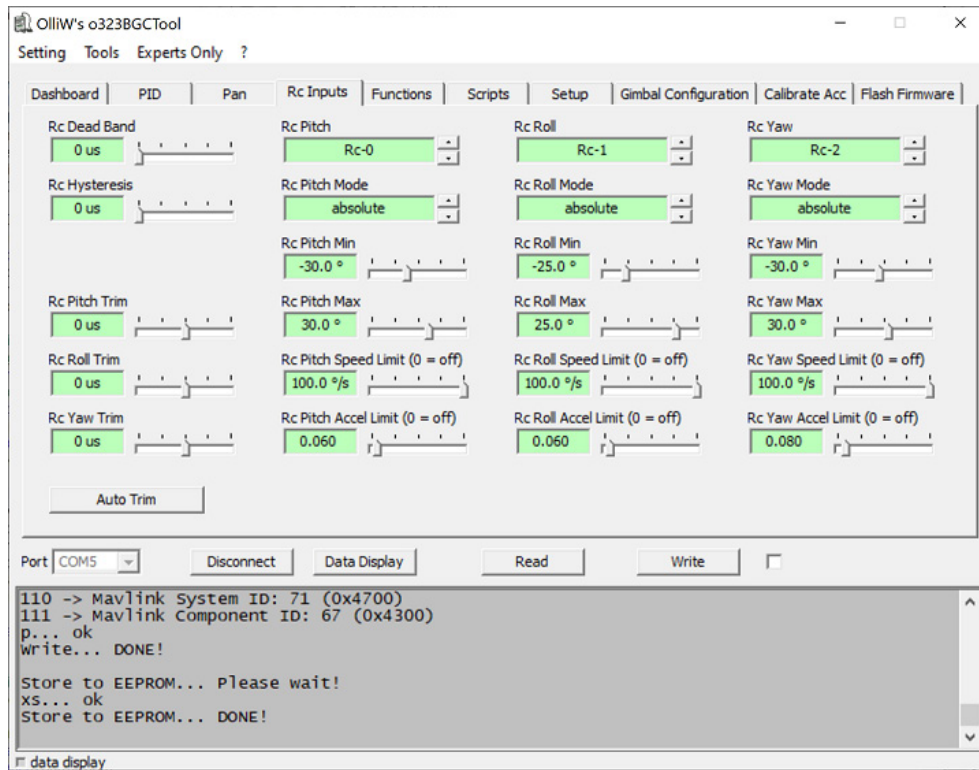 OlliW's o323BGCTool
Setting Tools Experts Only ?
Dashboard PID Pan Rc Inputs Functions Scripts Setup Gimbal Configuration Calibrate Acc Flash Firmware
Rc Dead Band Rc Pitch Rc Roll Rc Yaw
0 us Rc-0 Rc-1 Rc-2
Rc Hysteresis Rc Pitch Mode Rc Roll Mode Rc Yaw Mode
0 us absolute absolute absolute
Rc Pitch Min Rc Roll Min Rc Yaw Min
-30.0 ° -25.0 ° -30.0 °
Rc Pitch Trim Rc Pitch Max Rc Roll Max Rc Yaw Max
0 us 30.0 ° 25.0 ° 30.0 °
Rc Roll Trim Rc Pitch Speed Limit (0 = off) Rc Roll Speed Limit (0 = off) Rc Yaw Speed Limit (0 = off)
0 us 100.0 °/s 100.0 °/s 100.0 °/s
Rc Yaw Trim Rc Pitch Accel Limit (0 = off) Rc Roll Accel Limit (0 = off) Rc Yaw Accel Limit (0 = off)
0 us 0.060 0.060 0.080
Auto Trim
Port COM5 Disconnect Data Display Read Write
110 -> Mavlink System ID: 71 (0x4700)
111 -> Mavlink Component ID: 67 (0x4300)
p... ok
Write... DONE!
Store to EEPROM... Please wait!
xs... ok
Store to EEPROM... DONE!
data display